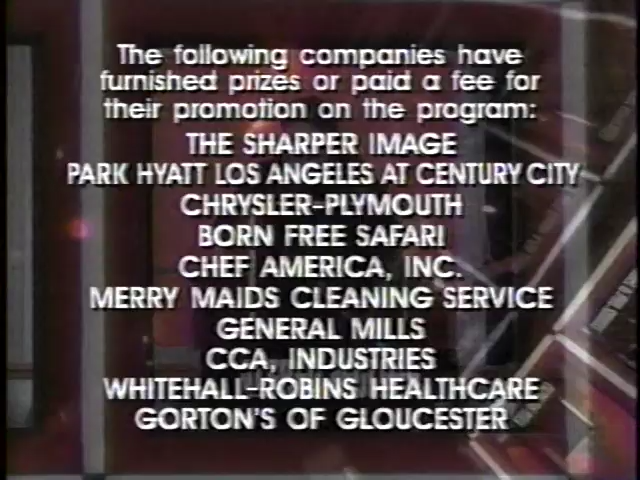 The following companies have
furnished prizes or paid a fee for
their promotion on the program:
THE SHARPER IMAGE
PARK HYATT LOS ANGELES AT CENTURY CITY
CHRYSLER-PLYMOUTH
BORN FREE SAFARI
CHEF AMERICA, INC.
MERRY MAIDS CLEANING SERVICE
GENERAL MILLS
CCA, INDUSTRIES
WHITEHALL-ROBINS HEALTHCARE
GORTON'S OF GLOUCESTER